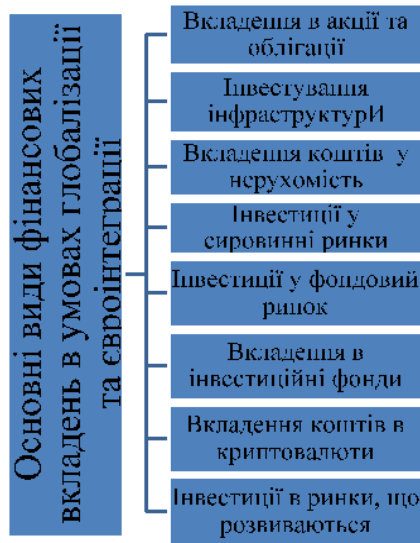 Основні види фінансових
вкладень в умовах глобалізації
та євроінтеграції
Вкладення в акції та
облігації
Інвестування
інфраструктурИ
Вкладення коштів у
нерухомість
Інвестиції у
сировинні ринки
Інвестиції у фондовий
ринок
Вкладення в
інвестиційні фонди
Вкладення коштів в
криптовалюти
Інвестиції в ринки, що
розвиваються